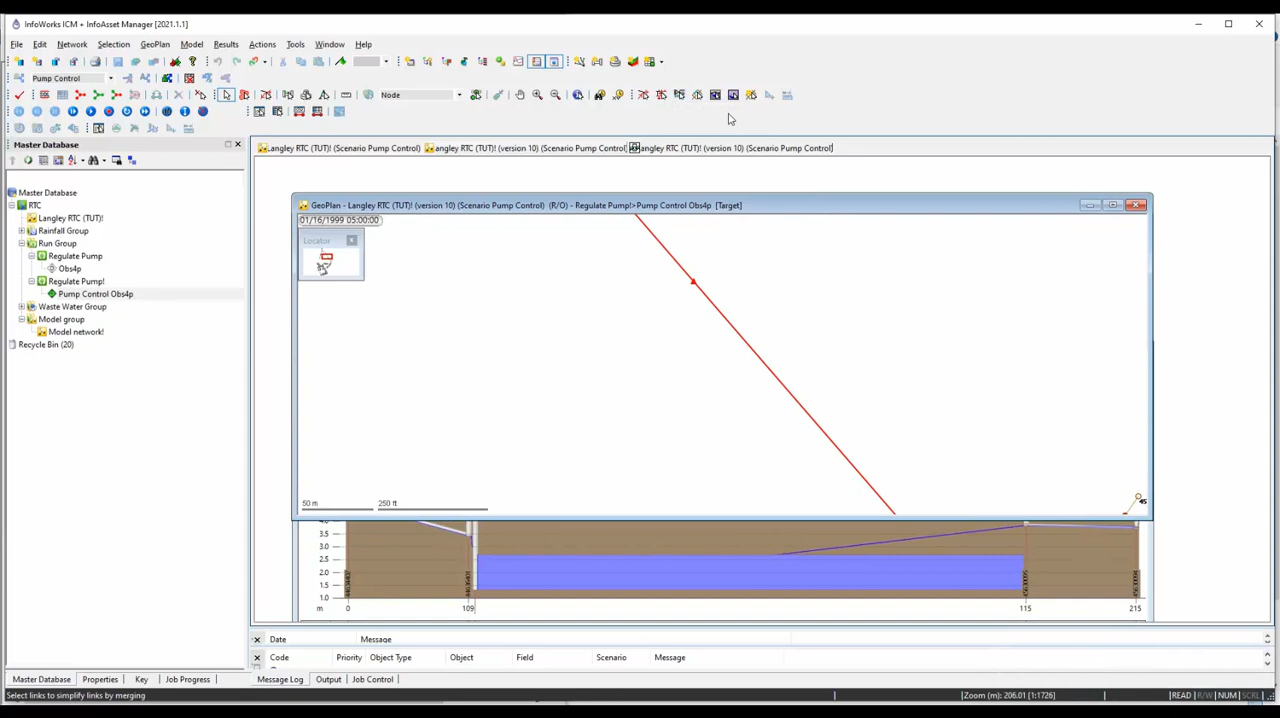 InfoWorks ICM + InfoAsset Manager [2021.1.1]
File Edit Network Selection GeoPlan Model Results Actions Tools Window Help
Pump Control
Node
Master Database
Langley RTC (TUT)! (Scenario Pump Control)
angley RTC (TUT)! (version 10) (Scenario Pump Control)
angley RTC (TUT)! (version 10) (Scenario Pump Control)
Master Database
RTC
Langley RTC (TUT)!
Rainfall Group
Run Group
Regulate Pump
Obs4p
Regulate Pump!
Pump Control Obs4p
Waste Water Group
Model group
Model network!
Recycle Bin (20)
GeoPlan - Langley RTC (TUT)! (version 10) (Scenario Pump Control) (R/O) - Regulate Pump!>Pump Control Obs4p [Target]
01/16/1999 05:00:00
Locator
50 m 250 ft
3.5
3.0
2.5
2.0
1.5
1.0
m 0 109 115 215
Date Message
Code Priority Object Type Object Field Scenario Message
Master Database Properties Key Job Progress
Message Log Output Job Control
Select links to simplify links by merging
Zoom (m): 206.01 [1:1726]
READ R/W NUM SCRL